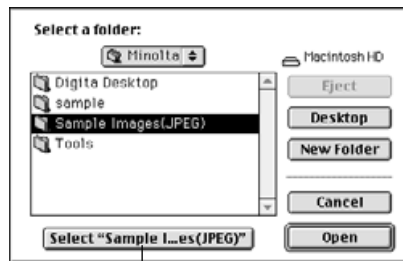 Select a folder:
Minolta
Macintosh HD
Digita Desktop
sample
Sample Images(JPEG)
Tools
Eject
Desktop
New Folder
Cancel
Select “Sample I...es(JPEG)”
Open